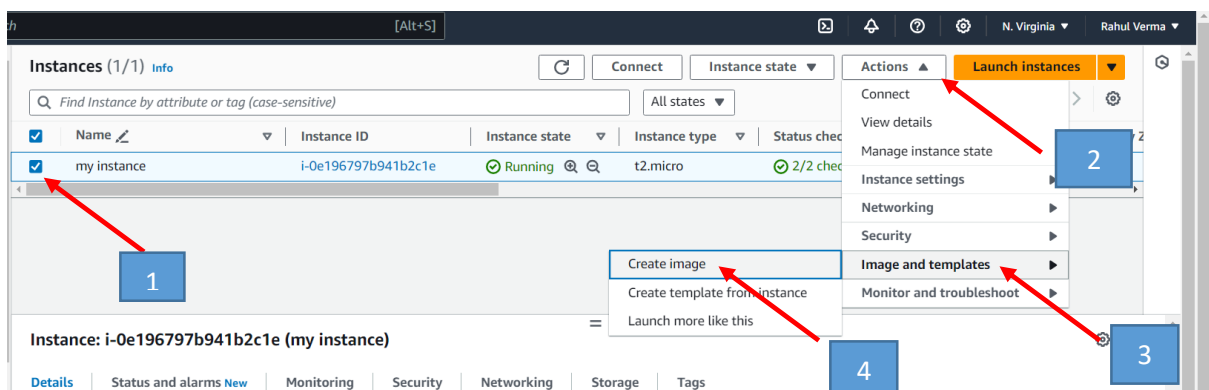 h [Alt+S] N. Virginia ▼ Rahul Verma ▼
Instances (1/1) Info Connect Instance state ▼ Actions ▲ Launch instances ▼
Find Instance by attribute or tag (case-sensitive) All states ▼
Connect
View details
Name Instance ID Instance state Instance type Status chec
Manage instance state
2
my instance i-0e196797b941b2c1e Running t2.micro 2/2 chec
Instance settings
Networking
Security
1
Create image Image and templates
Create template from instance Monitor and troubleshoot
Launch more like this
Instance: i-0e196797b941b2c1e (my instance)
3
4
Details Status and alarms New Monitoring Security Networking Storage Tags